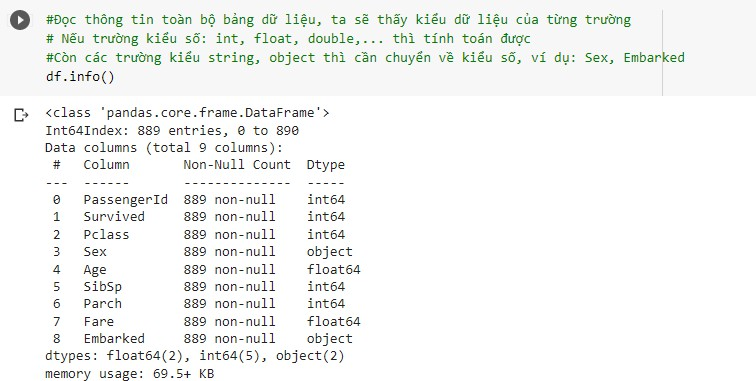 #Đọc thông tin toàn bộ bảng dữ liệu, ta sẽ thấy kiểu dữ liệu của từng trường
# Nếu trường kiểu số: int, float, double,... thì tính toán được
#Còn các trường kiểu string, object thì cần chuyển về kiểu số, ví dụ: Sex, Embarked
df.info()
<class 'pandas.core.frame.DataFrame'>
Int64Index: 889 entries, 0 to 890
Data columns (total 9 columns):
 #   Column       Non-Null Count  Dtype
---  ------       --------------  -----
 0   PassengerId  889 non-null    int64
 1   Survived     889 non-null    int64
 2   Pclass       889 non-null    int64
 3   Sex          889 non-null    object
 4   Age          889 non-null    float64
 5   SibSp        889 non-null    int64
 6   Parch        889 non-null    int64
 7   Fare         889 non-null    float64
 8   Embarked     889 non-null    object
dtypes: float64(2), int64(5), object(2)
memory usage: 69.5+ KB